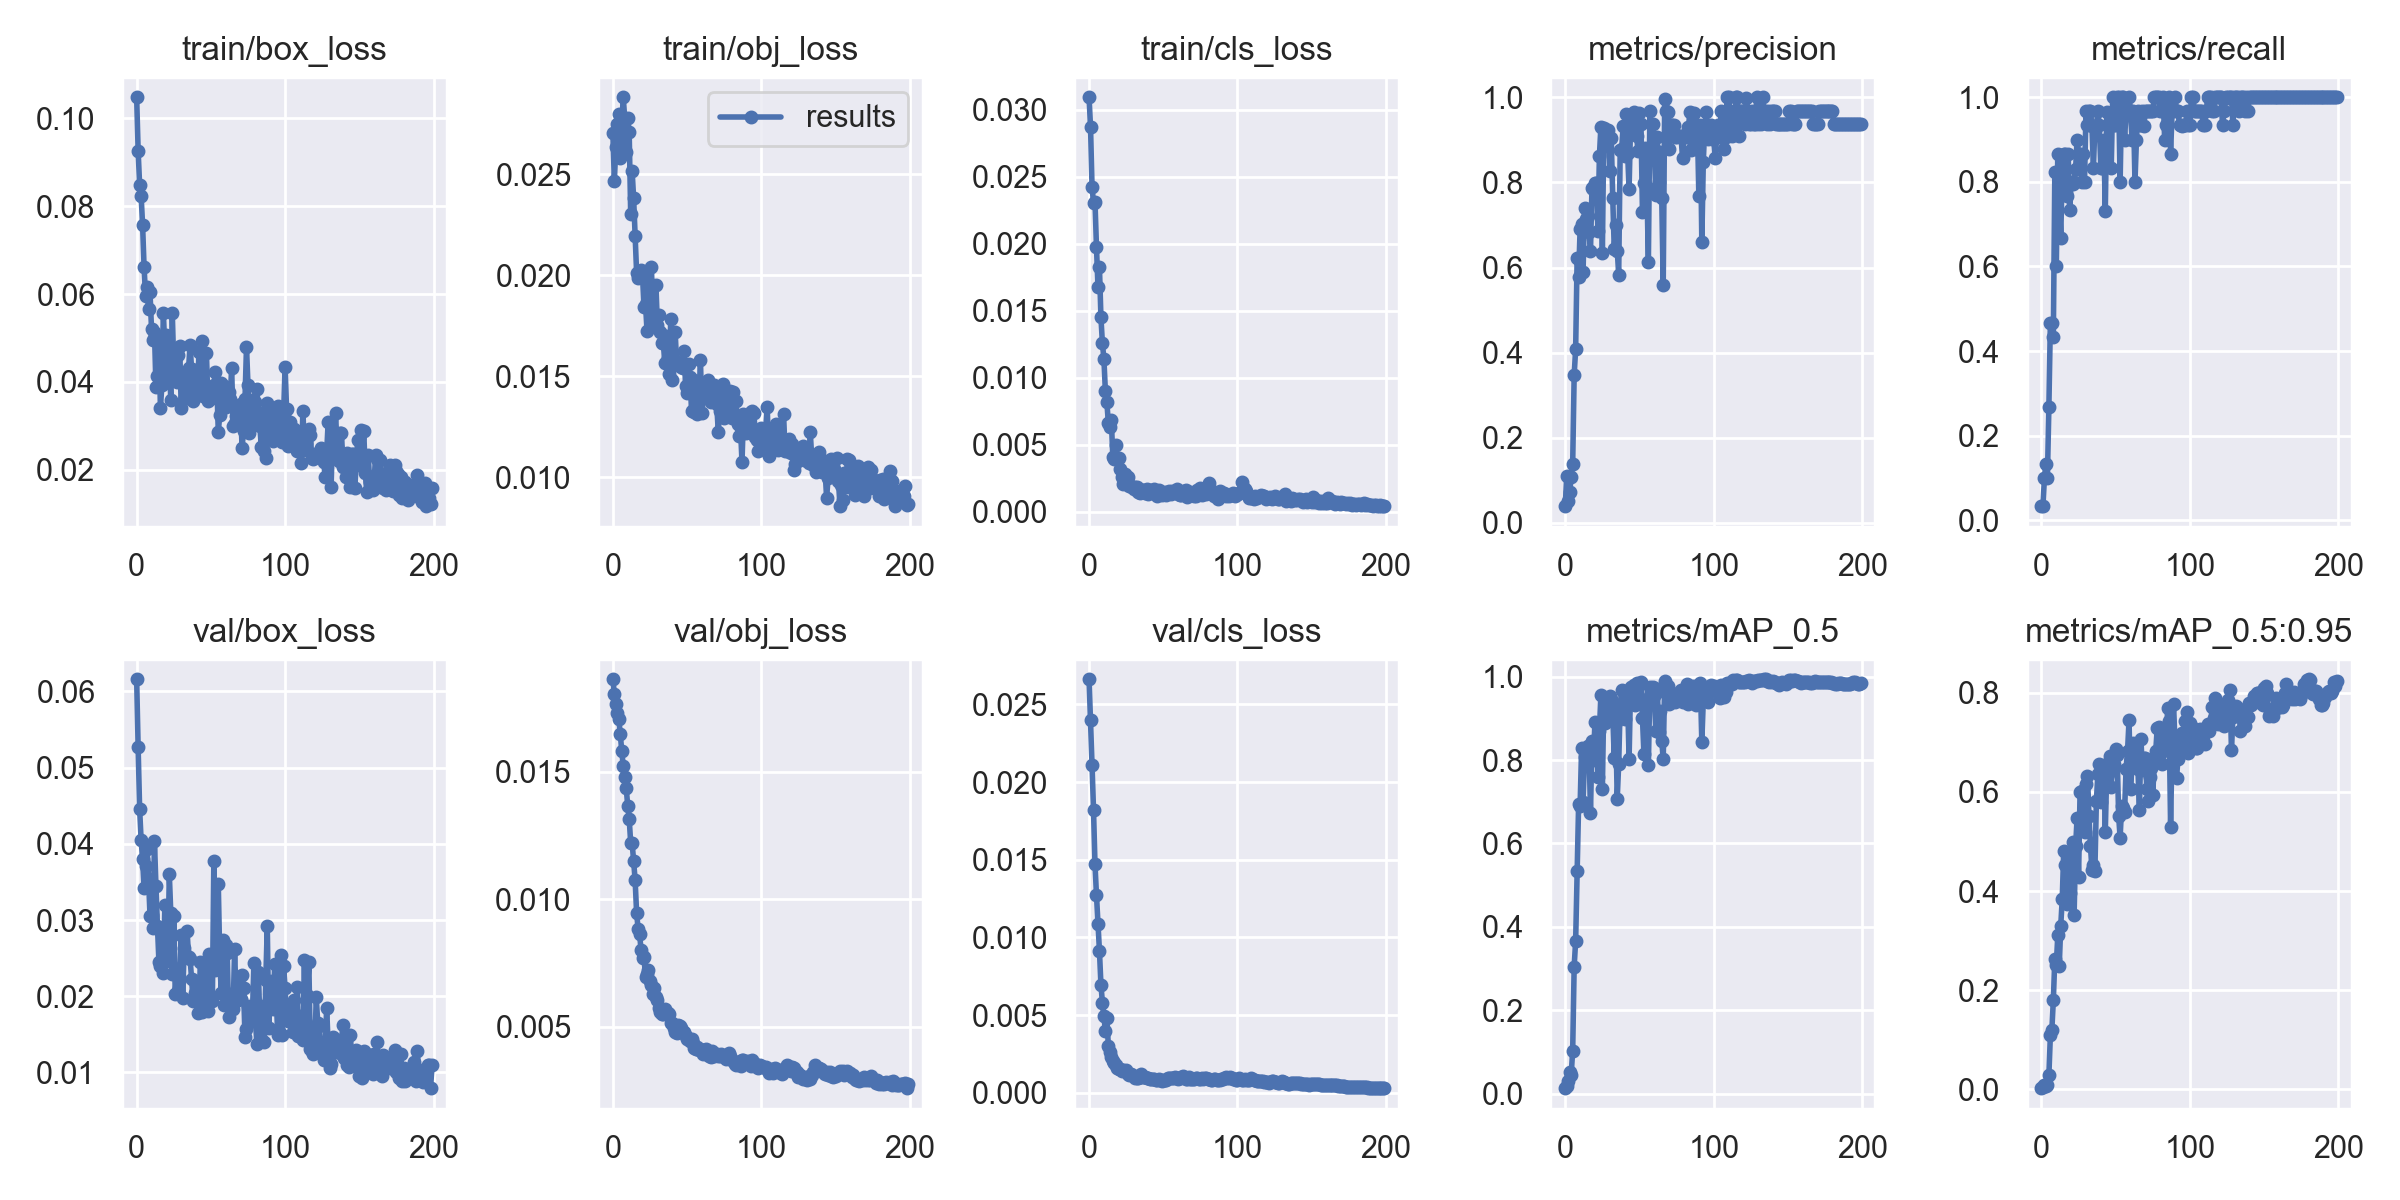 train/box_loss
0.10
0.08
0.06
0.04
0.02
0 100 200
train/obj_loss
results
0.025
0.020
0.015
0.010
0 100 200
train/cls_loss
0.030
0.025
0.020
0.015
0.010
0.005
0.000
0 100 200
metrics/precision
1.0
0.8
0.6
0.4
0.2
0.0
0 100 200
metrics/recall
1.0
0.8
0.6
0.4
0.2
0.0
0 100 200
val/box_loss
0.06
0.05
0.04
0.03
0.02
0.01
0 100 200
val/obj_loss
0.015
0.010
0.005
0 100 200
val/cls_loss
0.025
0.020
0.015
0.010
0.005
0.000
0 100 200
metrics/mAP_0.5
1.0
0.8
0.6
0.4
0.2
0.0
0 100 200
metrics/mAP_0.5:0.95
0.8
0.6
0.4
0.2
0.0
0 100 200